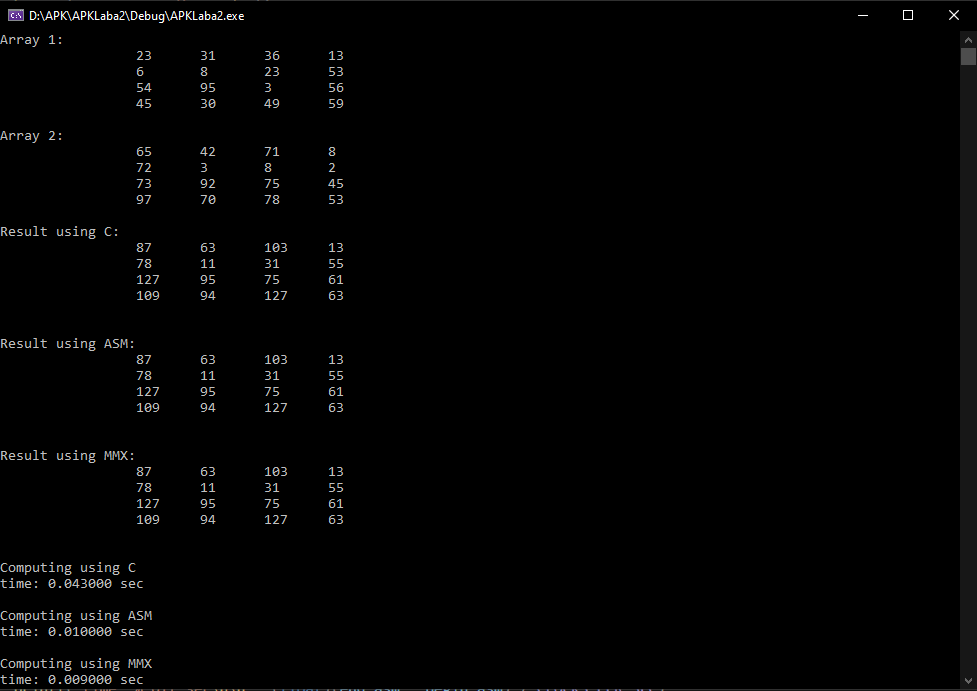 D:\APK\APKLaba2\Debug\APKLaba2.exe
Array 1:
23 31 36 13
6 8 23 53
54 95 3 56
45 30 49 59
Array 2:
65 42 71 8
72 3 8 2
73 92 75 45
97 70 78 53
Result using C:
87 63 103 13
78 11 31 55
127 95 75 61
109 94 127 63
Result using ASM:
87 63 103 13
78 11 31 55
127 95 75 61
109 94 127 63
Result using MMX:
87 63 103 13
78 11 31 55
127 95 75 61
109 94 127 63
Computing using C
time: 0.043000 sec
Computing using ASM
time: 0.010000 sec
Computing using MMX
time: 0.009000 sec